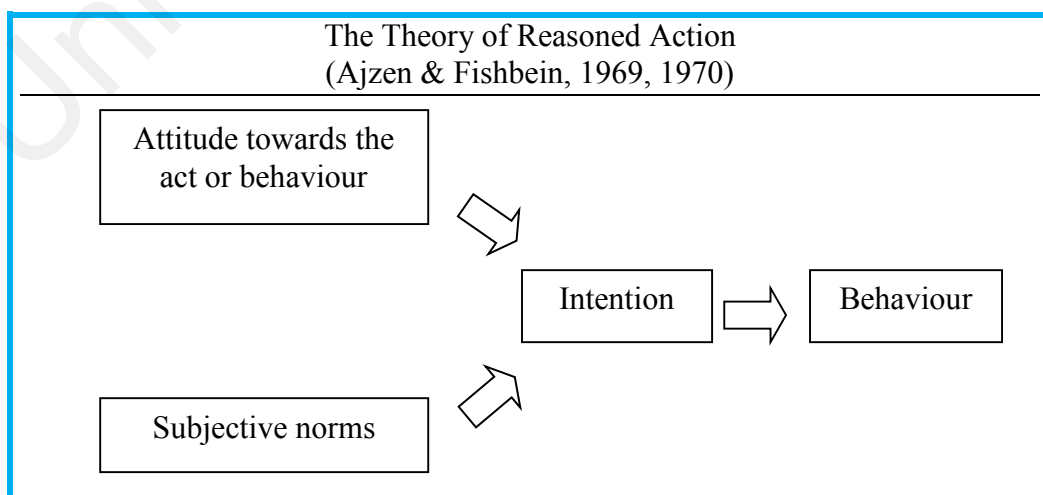 The Theory of Reasoned Action
(Ajzen & Fishbein, 1969, 1970)
Attitude towards the
act or behaviour
Intention
Behaviour
Subjective norms